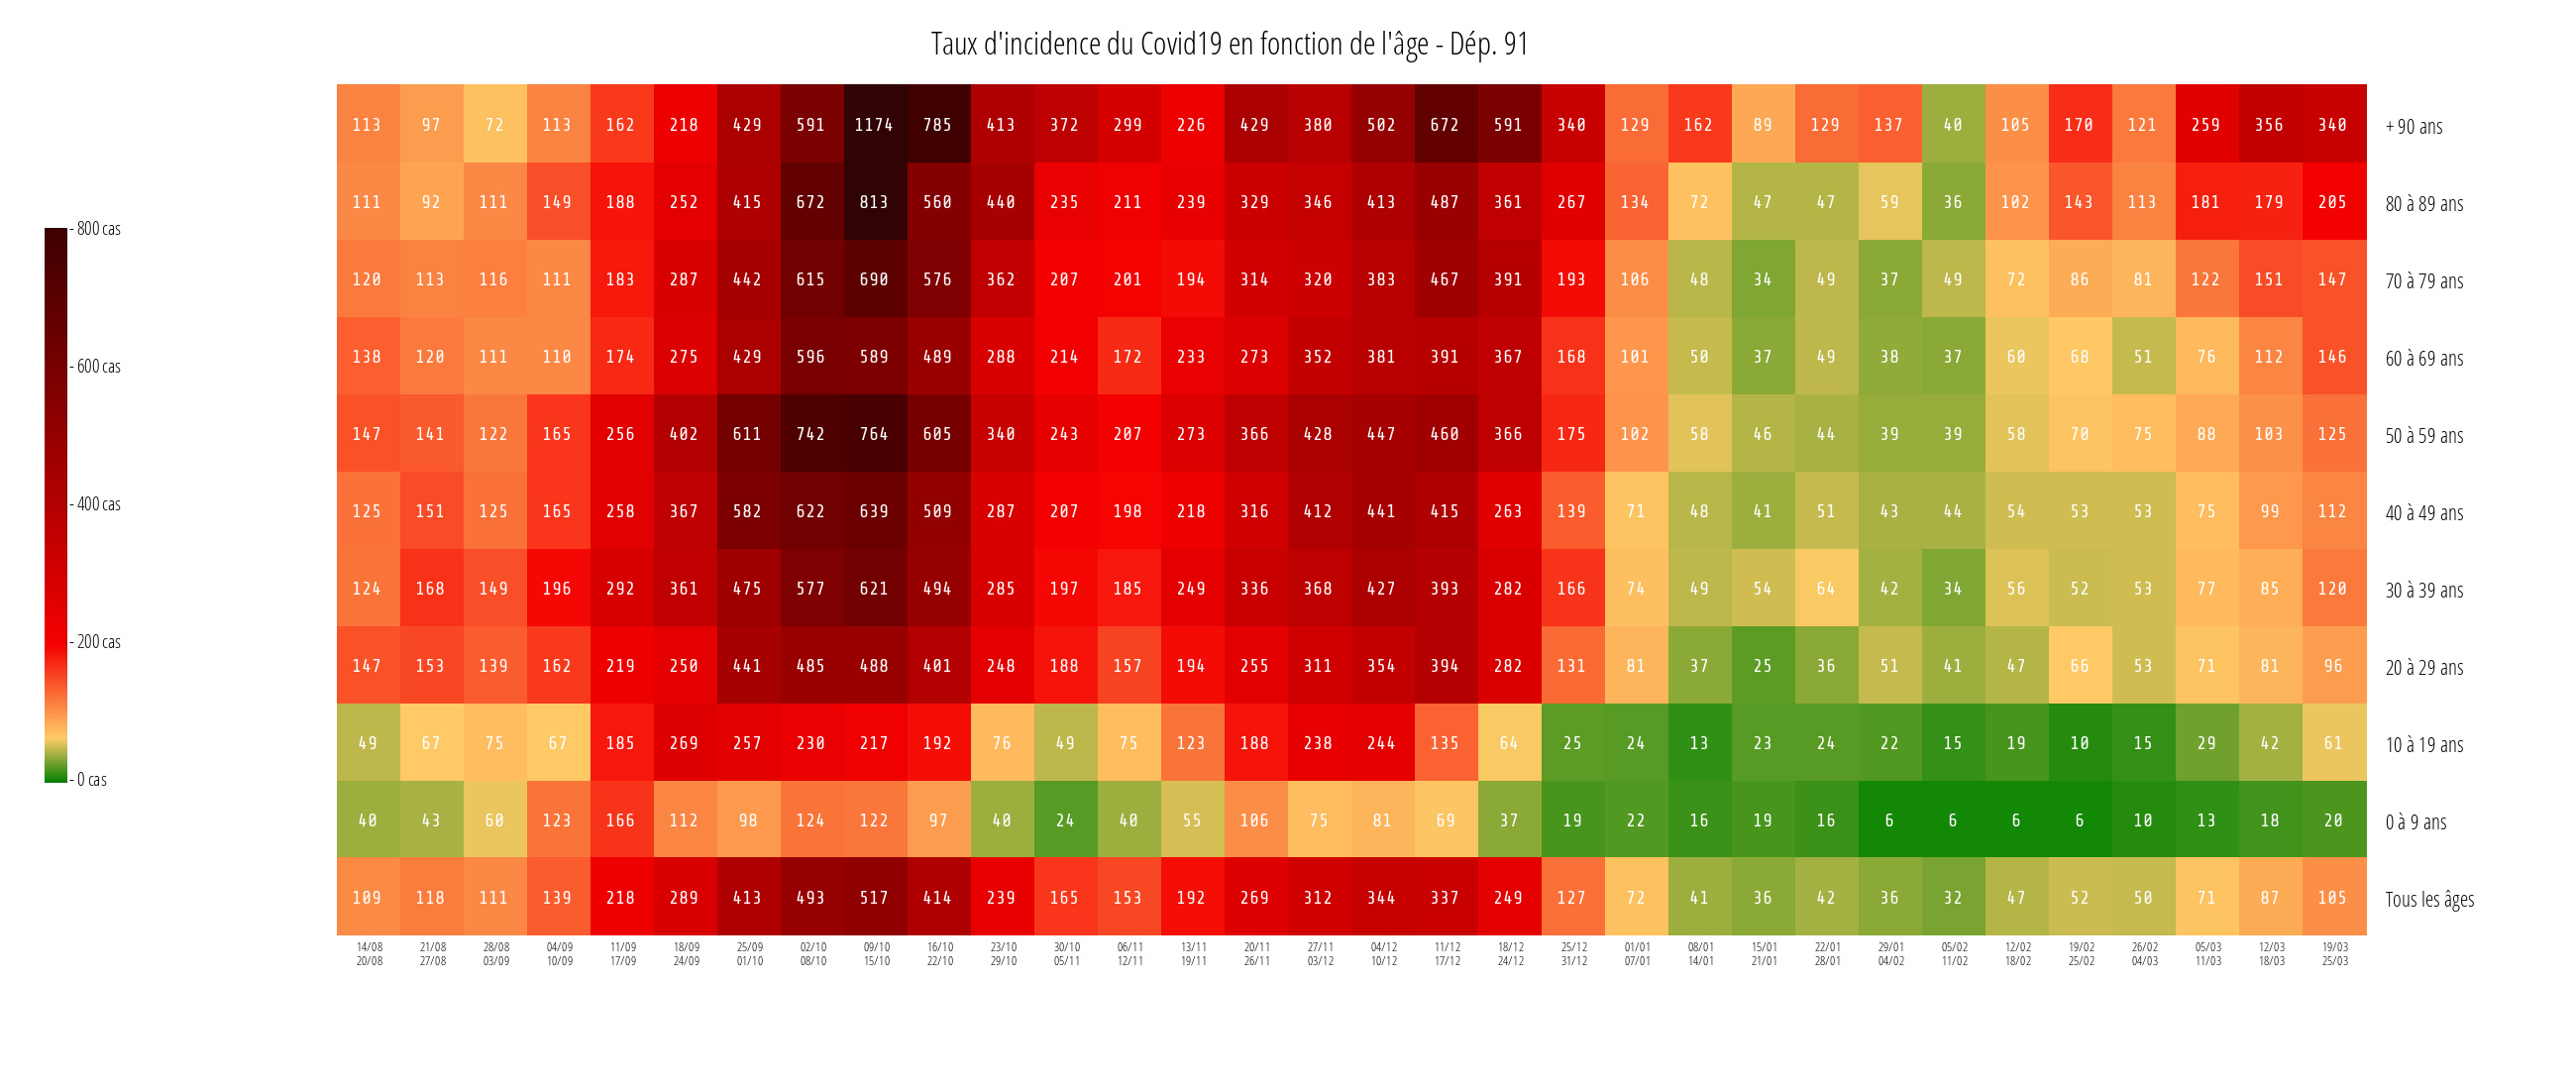 Taux d'incidence du Covid19 en fonction de l'âge - Dép. 91
113 97 72 113 162 218 429 591 1174 785 413 372 299 226 429 380 502 672 591 340 129 162 89 129 137 40 105 170 121 259 356 340 + 90 ans
111 92 111 149 188 252 415 672 813 560 440 235 211 239 329 346 413 487 361 267 134 72 47 47 59 36 102 143 113 181 179 205 80 à 89 ans
- 800 cas
120 113 116 111 183 287 442 615 690 576 362 207 201 194 314 320 383 467 391 193 106 48 34 49 37 49 72 86 81 122 151 147 70 à 79 ans
138 120 111 110 174 275 429 596 589 489 288 214 172 233 273 352 381 391 367 168 101 50 37 49 38 37 60 68 51 76 112 146 60 à 69 ans
- 600 cas
147 141 122 165 256 402 611 742 764 605 340 243 207 273 366 428 447 460 366 175 102 58 46 44 39 39 58 70 75 88 103 125 50 à 59 ans
- 400 cas
125 151 125 165 258 367 582 622 639 509 287 207 198 218 316 412 441 415 263 139 71 48 41 51 43 44 54 53 53 75 99 112 40 à 49 ans
124 168 149 196 292 361 475 577 621 494 285 197 185 249 336 368 427 393 282 166 74 49 54 64 42 34 56 52 53 77 85 120 30 à 39 ans
- 200 cas
147 153 139 162 219 250 441 485 488 401 248 188 157 194 255 311 354 394 282 131 81 37 25 36 51 41 47 66 53 71 81 96 20 à 29 ans
49 67 75 67 185 269 257 230 217 192 76 49 75 123 188 238 244 135 64 25 24 13 23 24 22 15 19 10 15 29 42 61 10 à 19 ans
- 0 cas
40 43 60 123 166 112 98 124 122 97 40 24 40 55 106 75 81 69 37 19 22 16 19 16 6 6 6 6 10 13 18 20 0 à 9 ans
109 118 111 139 218 289 413 493 517 414 239 165 153 192 269 312 344 337 249 127 72 41 36 42 36 32 47 52 50 71 87 105 Tous les âges
14/08 21/08 28/08 04/09 11/09 18/09 25/09 02/10 09/10 16/10 23/10 30/10 06/11 13/11 20/11 27/11 04/12 11/12 18/12 25/12 01/01 08/01 15/01 22/01 29/01 05/02 12/02 19/02 26/02 05/03 12/03 19/03
20/08 27/08 03/09 10/09 17/09 24/09 01/10 08/10 15/10 22/10 29/10 05/11 12/11 19/11 26/11 03/12 10/12 17/12 24/12 31/12 07/01 14/01 21/01 28/01 04/02 11/02 18/02 25/02 04/03 11/03 18/03 25/03